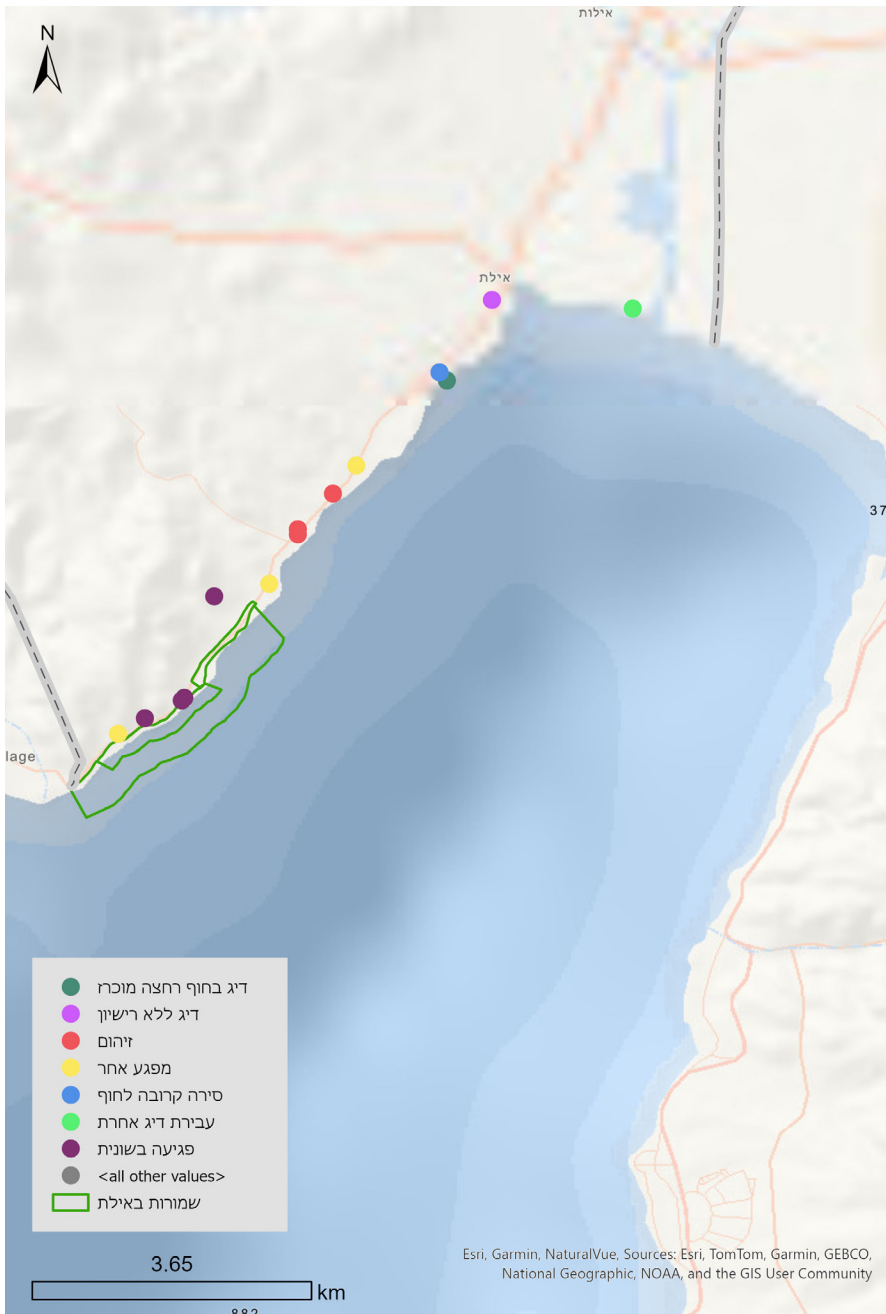 אילות
N
אילת
37
lage
דיג בחוף רחצה מוכרז
דיג ללא רישיון
זיהום
מפגע אחר
סירה קרובה לחוף
עבירת דיג אחרת
פגיעה בשונית
<all other values>
שמורות באילת
3.65
km
882
Esri, Garmin, NaturalVue, Sources: Esri, TomTom, Garmin, GEBCO,
National Geographic, NOAA, and the GIS User Community